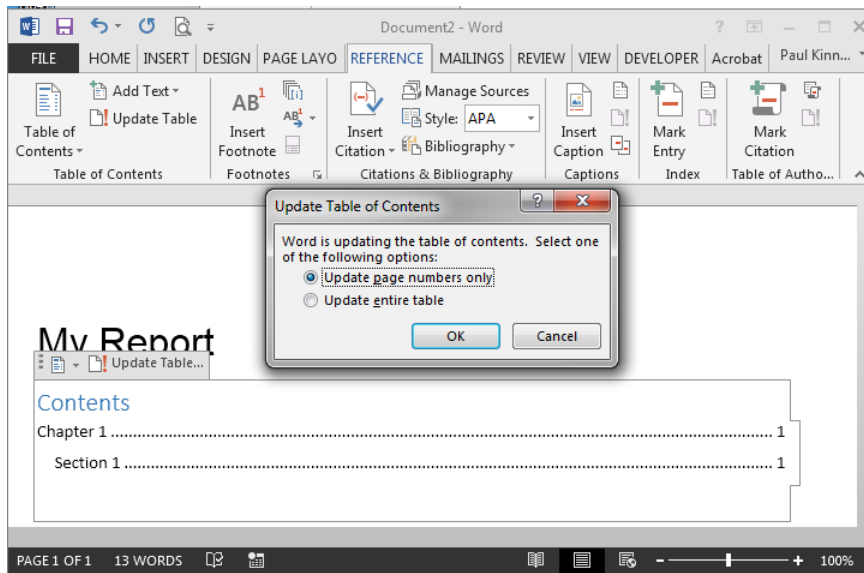 Document2 - Word
FILE HOME INSERT DESIGN PAGE LAYO REFERENCE MAILINGS REVIEW VIEW DEVELOPER Acrobat Paul Kinn...
Table of Contents
Add Text
Update Table
Table of Contents
AB¹
Insert Footnote
AB¹
Footnotes
Insert Citation
Manage Sources
Style: APA
Bibliography
Citations & Bibliography
Insert Caption
Captions
Mark Entry
Index
Mark Citation
Table of Autho...
Update Table of Contents
Word is updating the table of contents. Select one
of the following options:
Update page numbers only
Update entire table
OK Cancel
My Report
Update Table...
Contents
Chapter 1 ........................................ 1
Section 1 ........................................ 1
PAGE 1 OF 1 13 WORDS 100%